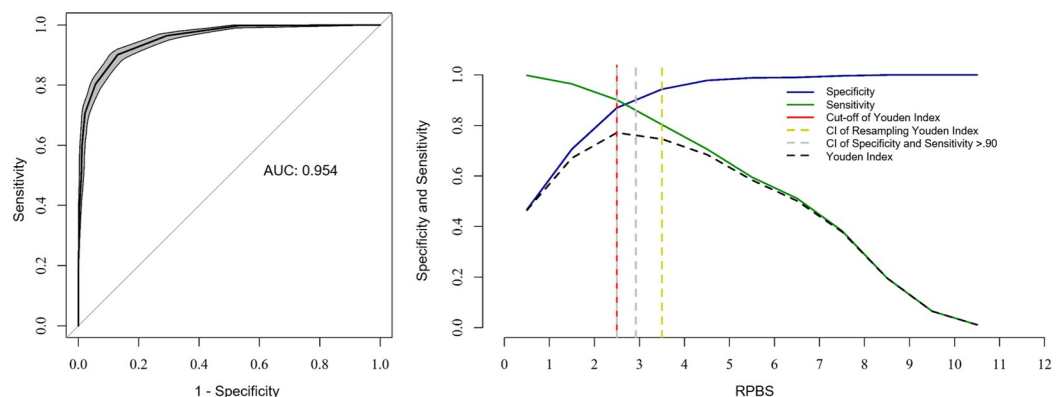 1.0
0.8
0.6
0.4
0.2
0.0
Sensitivity
AUC: 0.954
0.0 0.2 0.4 0.6 0.8 1.0
1 - Specificity
1.0
0.8
0.6
0.4
0.2
0.0
Specificity and Sensitivity
Specificity
Sensitivity
Cut-off of Youden Index
CI of Resampling Youden Index
CI of Specificity and Sensitivity >.90
Youden Index
0 1 2 3 4 5 6 7 8 9 10 11 12
RPBS